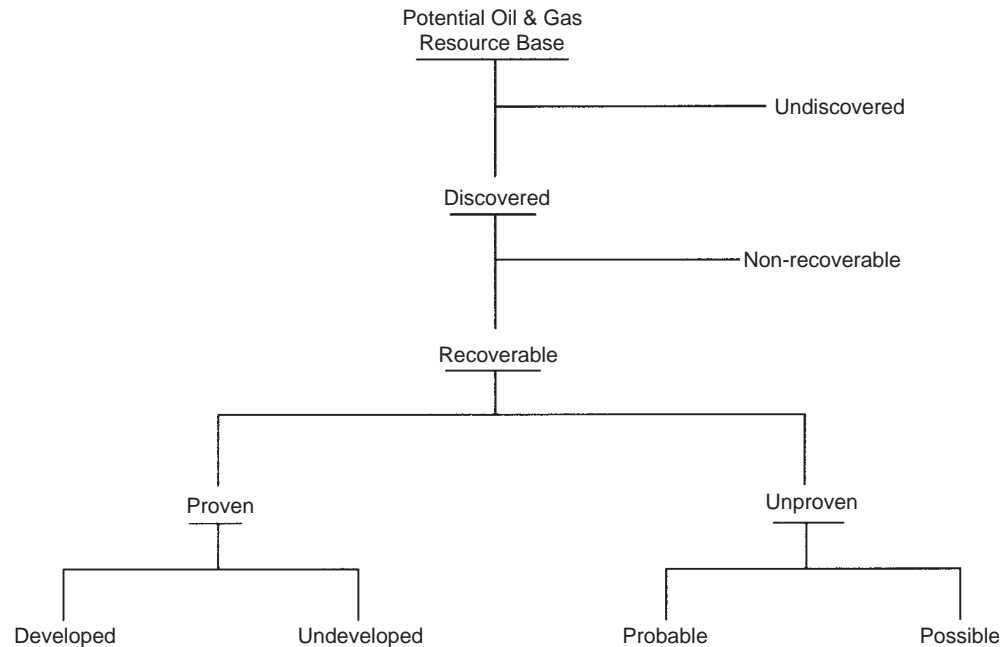 Potential Oil & Gas
Resource Base
Undiscovered
Discovered
Non-recoverable
Recoverable
Proven
Unproven
Developed
Undeveloped
Probable
Possible